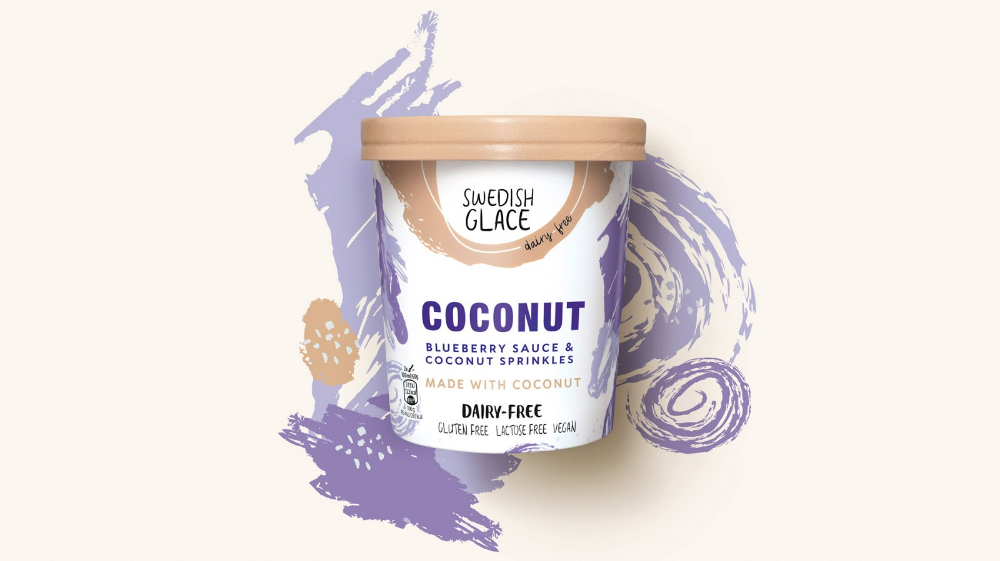 SWEDISH
GLACE
dairy-free
COCONUT
BLUEBERRY SAUCE &
COCONUT SPRINKLES
MADE WITH COCONUT
DAIRY-FREE
GLUTEN FREE LACTOSE FREE VEGAN